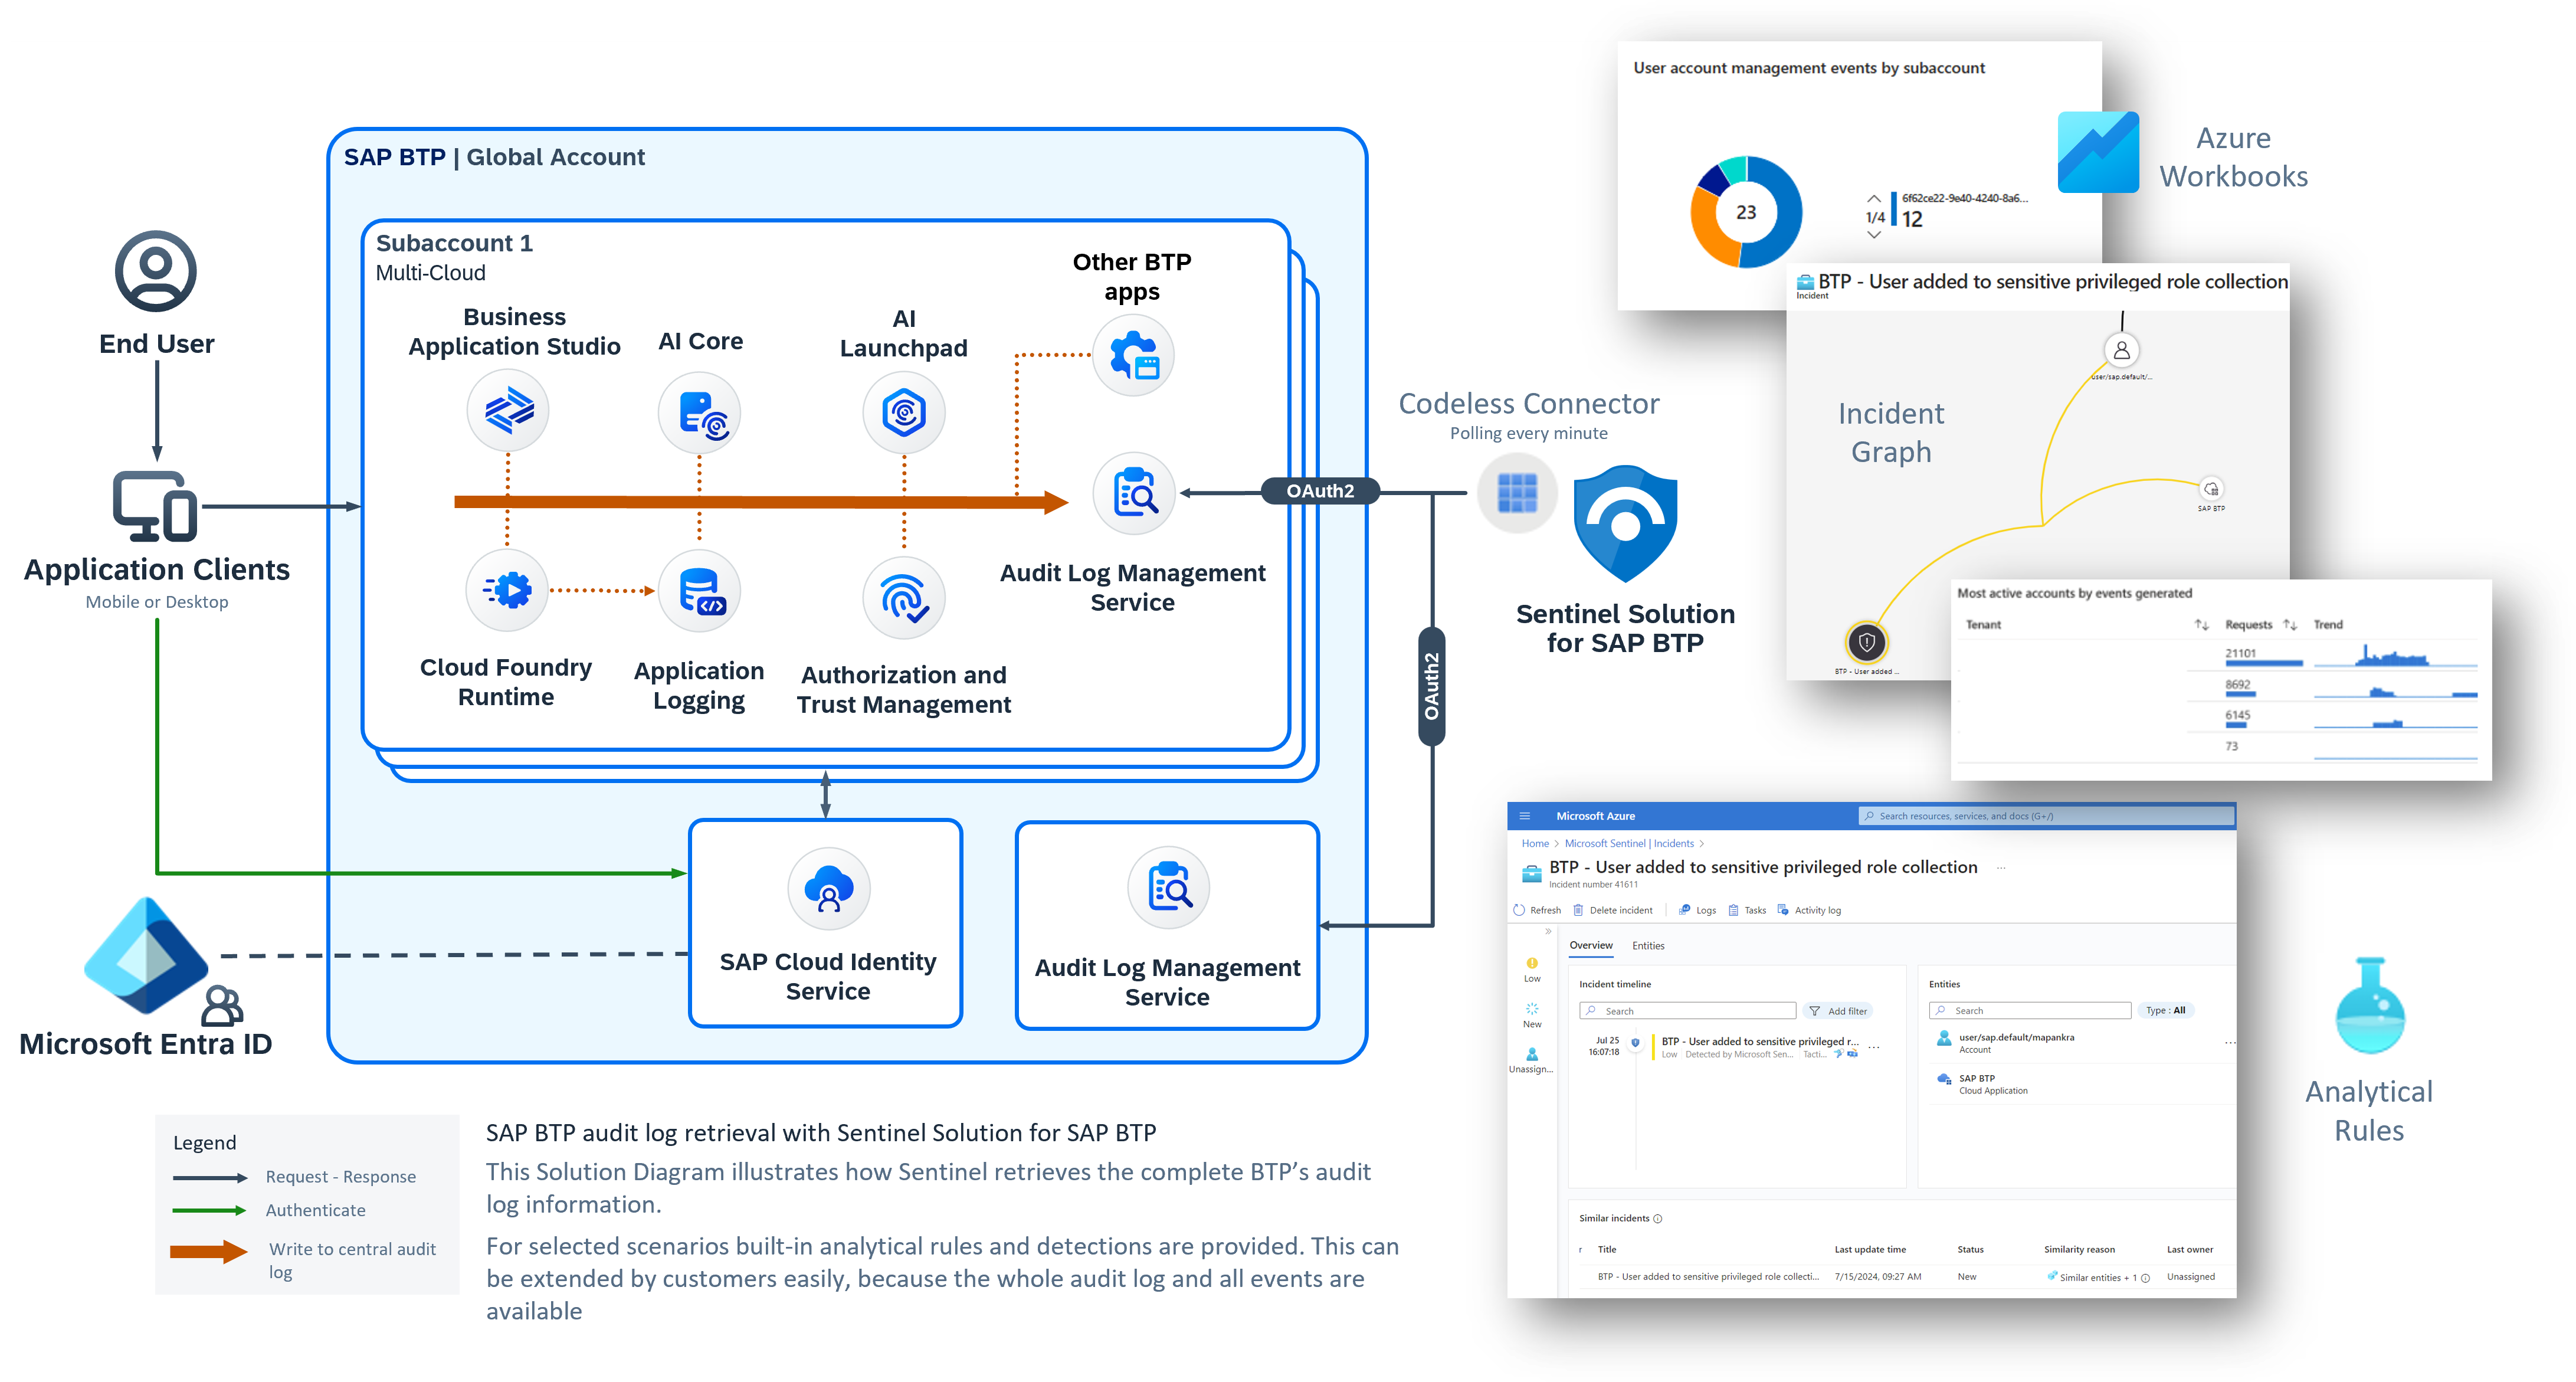 SAP BTP | Global Account
Subaccount 1
Multi-Cloud
End User
Application Clients
Mobile or Desktop
Microsoft Entra ID
Business
Application Studio
AI Core
AI
Launchpad
Other BTP
apps
Cloud Foundry
Runtime
Application
Logging
Authorization and
Trust Management
Audit Log Management
Service
SAP Cloud Identity
Service
Audit Log Management
Service
OAuth2
OAuth2
Codeless Connector
Polling every minute
Sentinel Solution
for SAP BTP
User account management events by subaccount
23
1/4
6f62ce22-9e40-4240-8a6...
12
Azure
Workbooks
BTP - User added to sensitive privileged role collection
Incident
Incident
Graph
user/sap.default/...
SAP BTP
BTP - User added ...
Most active accounts by events generated
Tenant
Requests
Trend
21101
8692
6145
73
Microsoft Azure
Search resources, services, and docs (G+/)
Home > Microsoft Sentinel | Incidents >
BTP - User added to sensitive privileged role collection ...
Incident number 41611
Refresh Delete incident Logs Tasks Activity log
Low
New
Unassign...
Overview Entities
Incident timeline
Search
Add filter
Jul 25
16:07:18
BTP - User added to sensitive privileged r...
Low Detected by Microsoft Sen... Tacti...
Entities
Search
Type : All
user/sap.default/mapankra
Account
SAP BTP
Cloud Application
Similar incidents
r Title Last update time Status Similarity reason Last owner
BTP - User added to sensitive privileged role collecti... 7/15/2024, 09:27 AM New Similar entities + 1 Unassigned
Analytical
Rules
Legend
Request - Response
Authenticate
Write to central audit
log
SAP BTP audit log retrieval with Sentinel Solution for SAP BTP
This Solution Diagram illustrates how Sentinel retrieves the complete BTP’s audit
log information.
For selected scenarios built-in analytical rules and detections are provided. This can
be extended by customers easily, because the whole audit log and all events are
available